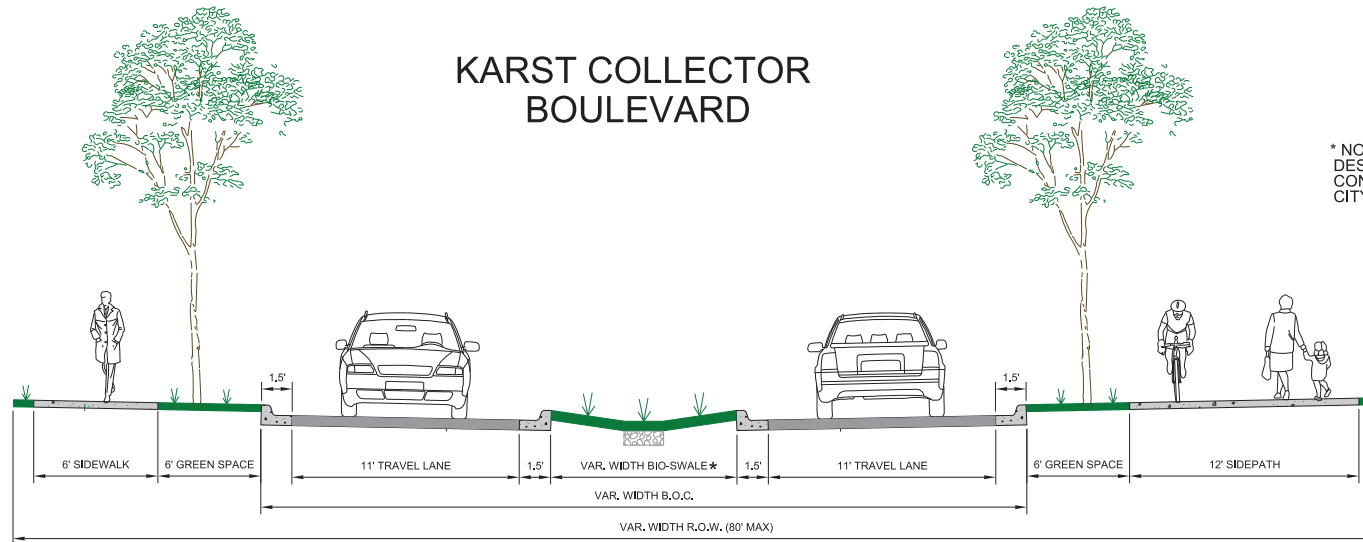 KARST COLLECTOR
BOULEVARD
* NO
DES
CON
CITY
1.5'
1.5'
6' SIDEWALK
6' GREEN SPACE
11' TRAVEL LANE
1.5'
VAR. WIDTH BIO-SWALE*
1.5'
11' TRAVEL LANE
6' GREEN SPACE
12' SIDEPATH
VAR. WIDTH B.O.C.
VAR. WIDTH R.O.W. (80' MAX)